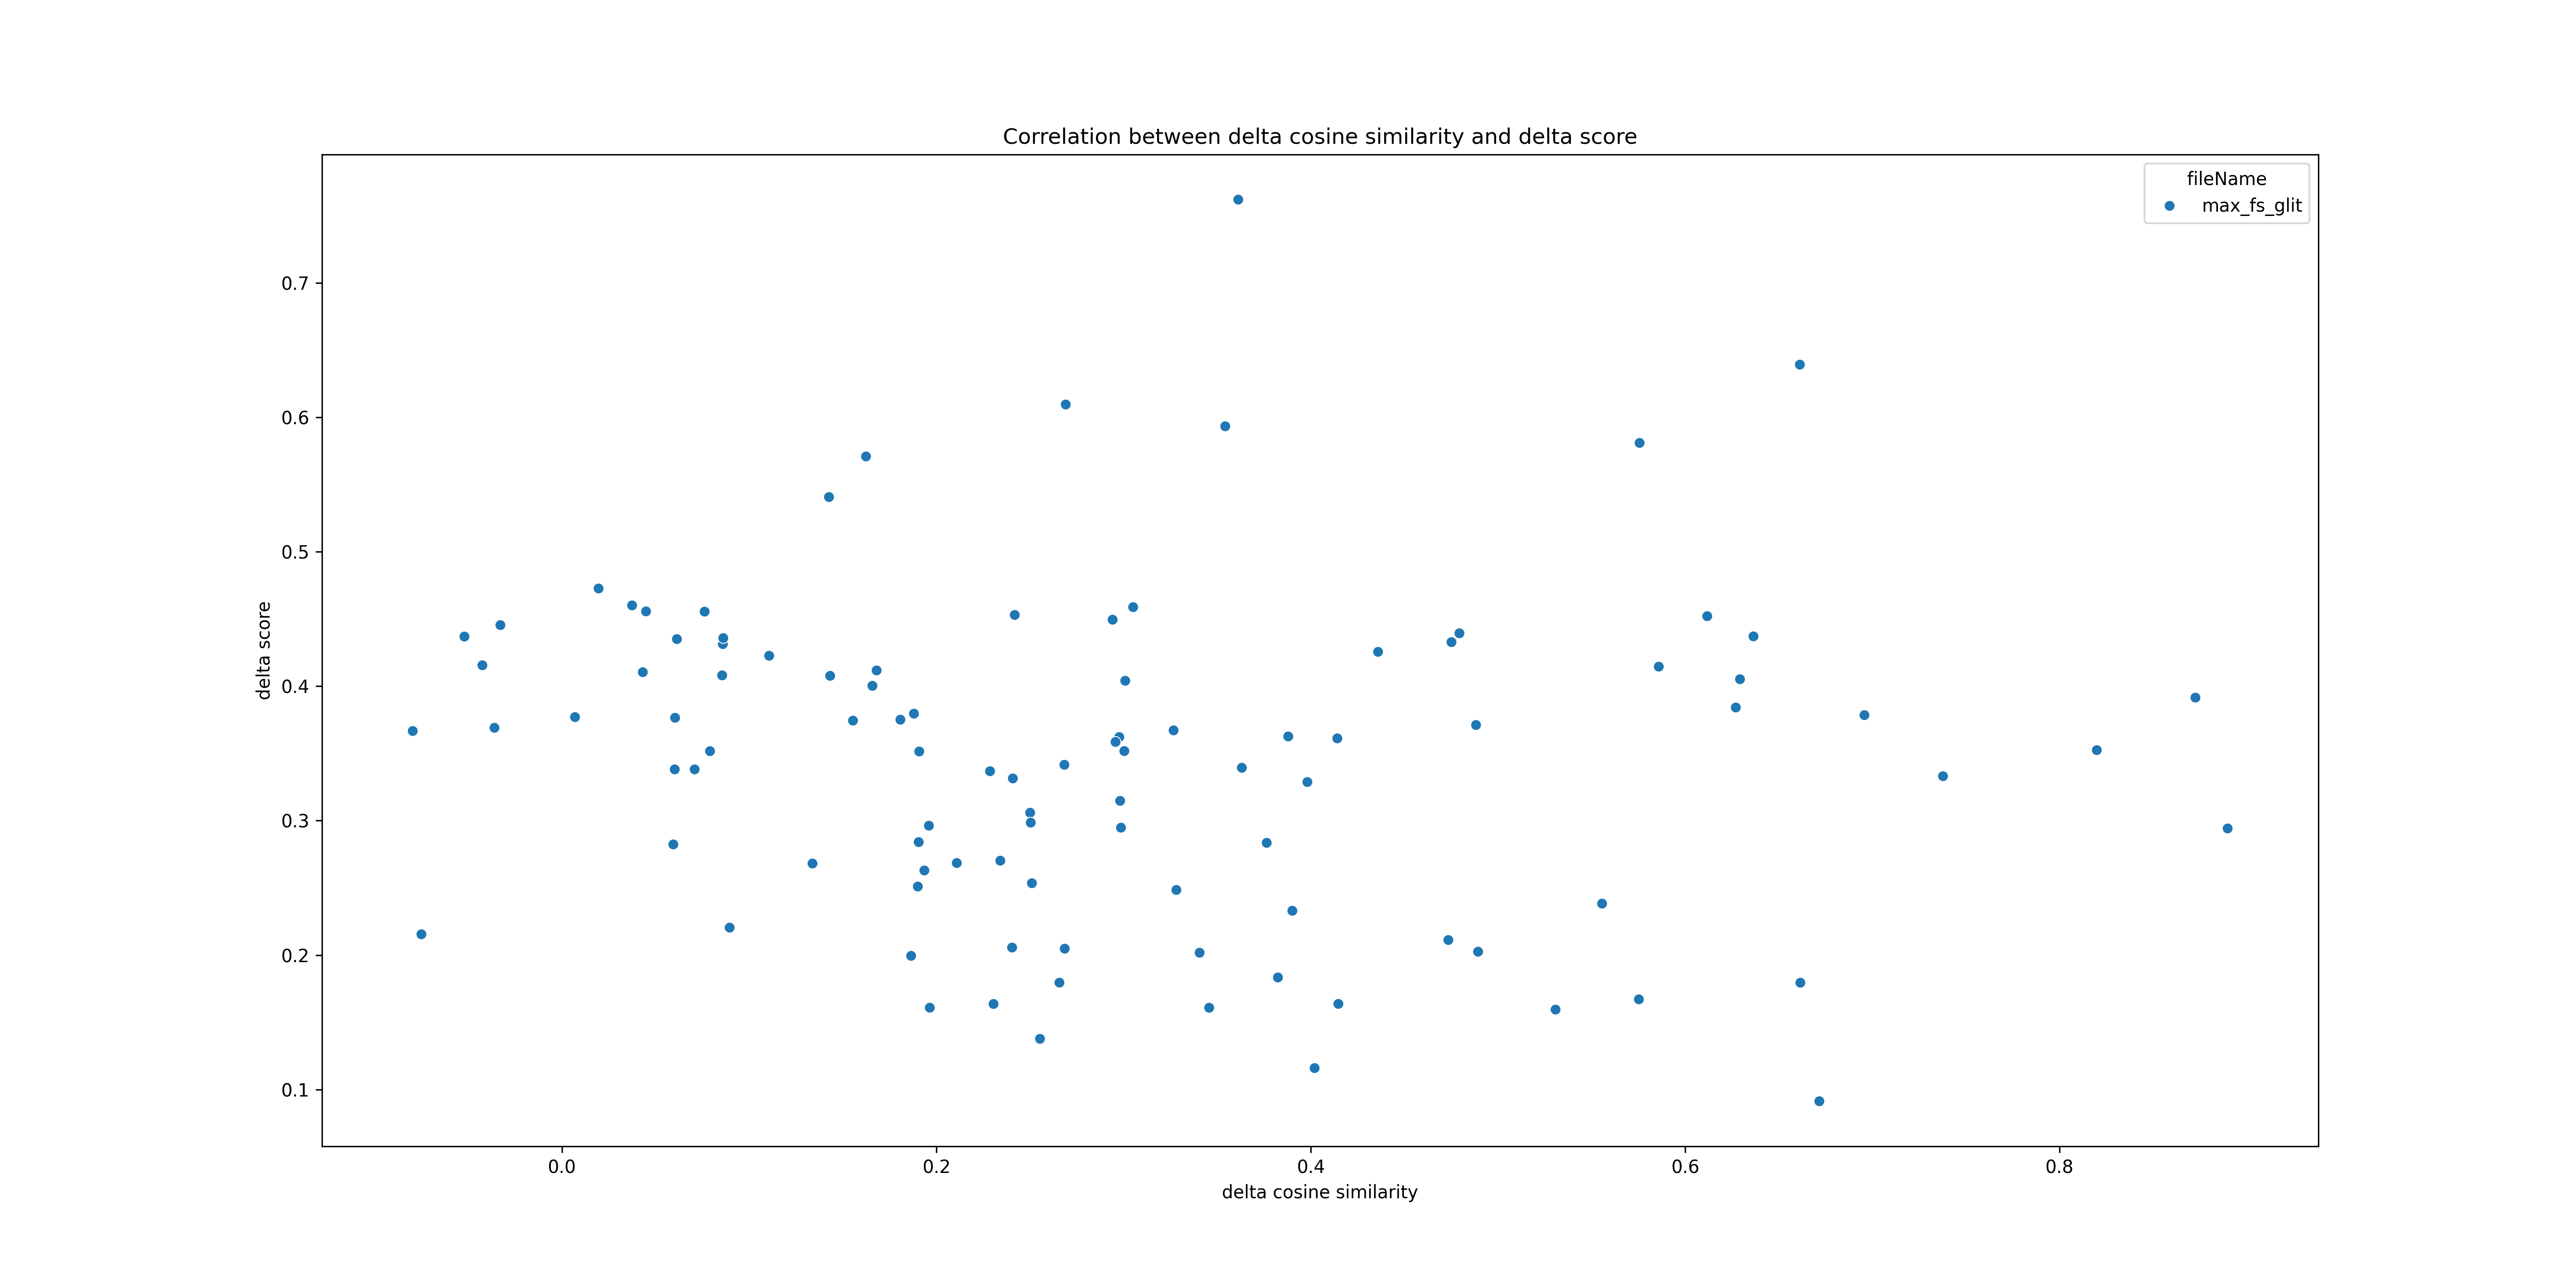 Correlation between delta cosine similarity and delta score
fileName
max_fs_glit
0.7
0.6
0.5
0.4
0.3
0.2
0.1
delta score
0.0
0.2
0.4
0.6
0.8
delta cosine similarity